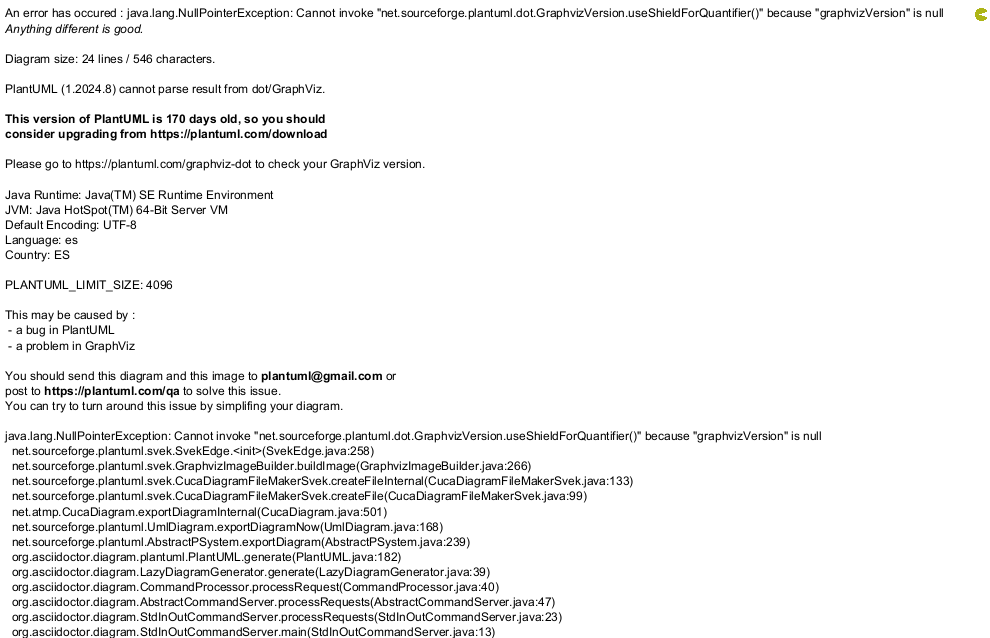 An error has occured : java.lang.NullPointerException: Cannot invoke "net.sourceforge.plantuml.dot.GraphvizVersion.useShieldForQuantifier()" because "graphvizVersion" is null
Anything different is good.
Diagram size: 24 lines / 546 characters.
PlantUML (1.2024.8) cannot parse result from dot/GraphViz.
This version of PlantUML is 170 days old, so you should
consider upgrading from https://plantuml.com/download
Please go to https://plantuml.com/graphviz-dot to check your GraphViz version.
Java Runtime: Java(TM) SE Runtime Environment
JVM: Java HotSpot(TM) 64-Bit Server VM
Default Encoding: UTF-8
Language: es
Country: ES
PLANTUML_LIMIT_SIZE: 4096
This may be caused by :
- a bug in PlantUML
- a problem in GraphViz
You should send this diagram and this image to plantuml@gmail.com or
post to https://plantuml.com/qa to solve this issue.
You can try to turn around this issue by simplifing your diagram.
java.lang.NullPointerException: Cannot invoke "net.sourceforge.plantuml.dot.GraphvizVersion.useShieldForQuantifier()" because "graphvizVersion" is null
net.sourceforge.plantuml.svek.SvekEdge.<init>(SvekEdge.java:258)
net.sourceforge.plantuml.svek.GraphvizImageBuilder.buildImage(GraphvizImageBuilder.java:266)
net.sourceforge.plantuml.svek.CucaDiagramFileMakerSvek.createFileInternal(CucaDiagramFileMakerSvek.java:133)
net.sourceforge.plantuml.svek.CucaDiagramFileMakerSvek.createFile(CucaDiagramFileMakerSvek.java:99)
net.atmp.CucaDiagram.exportDiagramInternal(CucaDiagram.java:501)
net.sourceforge.plantuml.UmlDiagram.exportDiagramNow(UmlDiagram.java:168)
net.sourceforge.plantuml.AbstractPSystem.exportDiagram(AbstractPSystem.java:239)
org.asciidoctor.diagram.plantuml.PlantUML.generate(PlantUML.java:182)
org.asciidoctor.diagram.LazyDiagramGenerator.generate(LazyDiagramGenerator.java:39)
org.asciidoctor.diagram.CommandProcessor.processRequest(CommandProcessor.java:40)
org.asciidoctor.diagram.AbstractCommandServer.processRequests(AbstractCommandServer.java:47)
org.asciidoctor.diagram.StdInOutCommandServer.processRequests(StdInOutCommandServer.java:23)
org.asciidoctor.diagram.StdInOutCommandServer.main(StdInOutCommandServer.java:13)